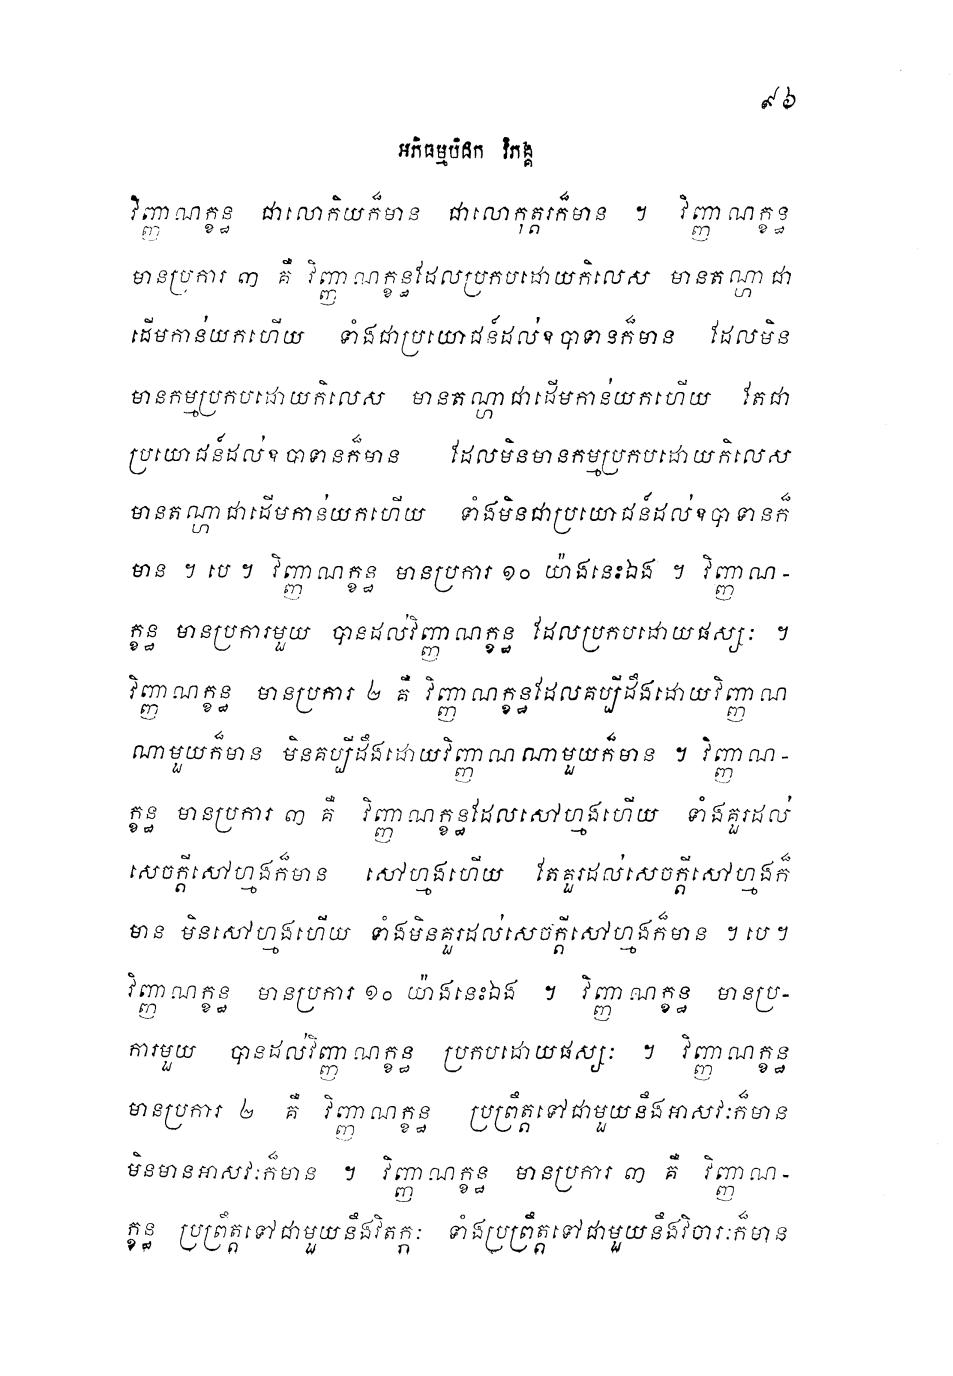 ៩៦
អភិធម្មបិដក វិភង្គ
វិញ្ញាណក្ខន្ធ ជាលោកិយក៏មាន ជាលោកុត្តរក៏មាន ។ វិញ្ញាណក្ខន្ធ
មានប្រការ ៣ គឺ វិញ្ញាណក្ខន្ធដែលប្រកបដោយកិលេស មានតណ្ហាជា
ដើមកាន់យកហើយ ទាំងជាប្រយោជន៍ដល់ឧបាទានក៏មាន ដែលមិន
មានកម្មប្រកបដោយកិលេស មានតណ្ហាជាដើមកាន់យកហើយ តែជា
ប្រយោជន៍ដល់ឧបាទានក៏មាន ដែលមិនមានកម្មប្រកបដោយកិលេស
មានតណ្ហាជាដើមកាន់យកហើយ ទាំងមិនជាប្រយោជន៍ដល់ឧបាទានក៏
មាន ។ បេ ។ វិញ្ញាណក្ខន្ធ មានប្រការ ១០ យ៉ាងនេះឯង ។ វិញ្ញាណ-
ក្ខន្ធ មានប្រការមួយ បានដល់វិញ្ញាណក្ខន្ធ ដែលប្រកបដោយផស្សៈ ។
វិញ្ញាណក្ខន្ធ មានប្រការ ២ គឺ វិញ្ញាណក្ខន្ធដែលគប្បីដឹងដោយវិញ្ញាណ
ណាមួយក៏មាន មិនគប្បីដឹងដោយវិញ្ញាណណាមួយក៏មាន ។ វិញ្ញាណ-
ក្ខន្ធ មានប្រការ ៣ គឺ វិញ្ញាណក្ខន្ធដែលសៅហ្មងហើយ ទាំងគួរដល់
សេចក្តីសៅហ្មងក៏មាន សៅហ្មងហើយ តែគួរដល់សេចក្តីសៅហ្មងក៏
មាន មិនសៅហ្មងហើយ ទាំងមិនគួរដល់សេចក្តីសៅហ្មងក៏មាន ។ បេ ។
វិញ្ញាណក្ខន្ធ មានប្រការ ១០ យ៉ាងនេះឯង ។ វិញ្ញាណក្ខន្ធ មានប្រ-
ការមួយ បានដល់វិញ្ញាណក្ខន្ធ ប្រកបដោយផស្សៈ ។ វិញ្ញាណក្ខន្ធ
មានប្រការ ២ គឺ វិញ្ញាណក្ខន្ធ ប្រព្រឹត្តទៅជាមួយនឹងអាសវៈក៏មាន
មិនមានអាសវៈក៏មាន ។ វិញ្ញាណក្ខន្ធ មានប្រការ ៣ គឺ វិញ្ញាណ-
ក្ខន្ធ ប្រព្រឹត្តទៅជាមួយនឹងវិតក្កៈ ទាំងប្រព្រឹត្តទៅជាមួយនឹងវិចារៈក៏មាន